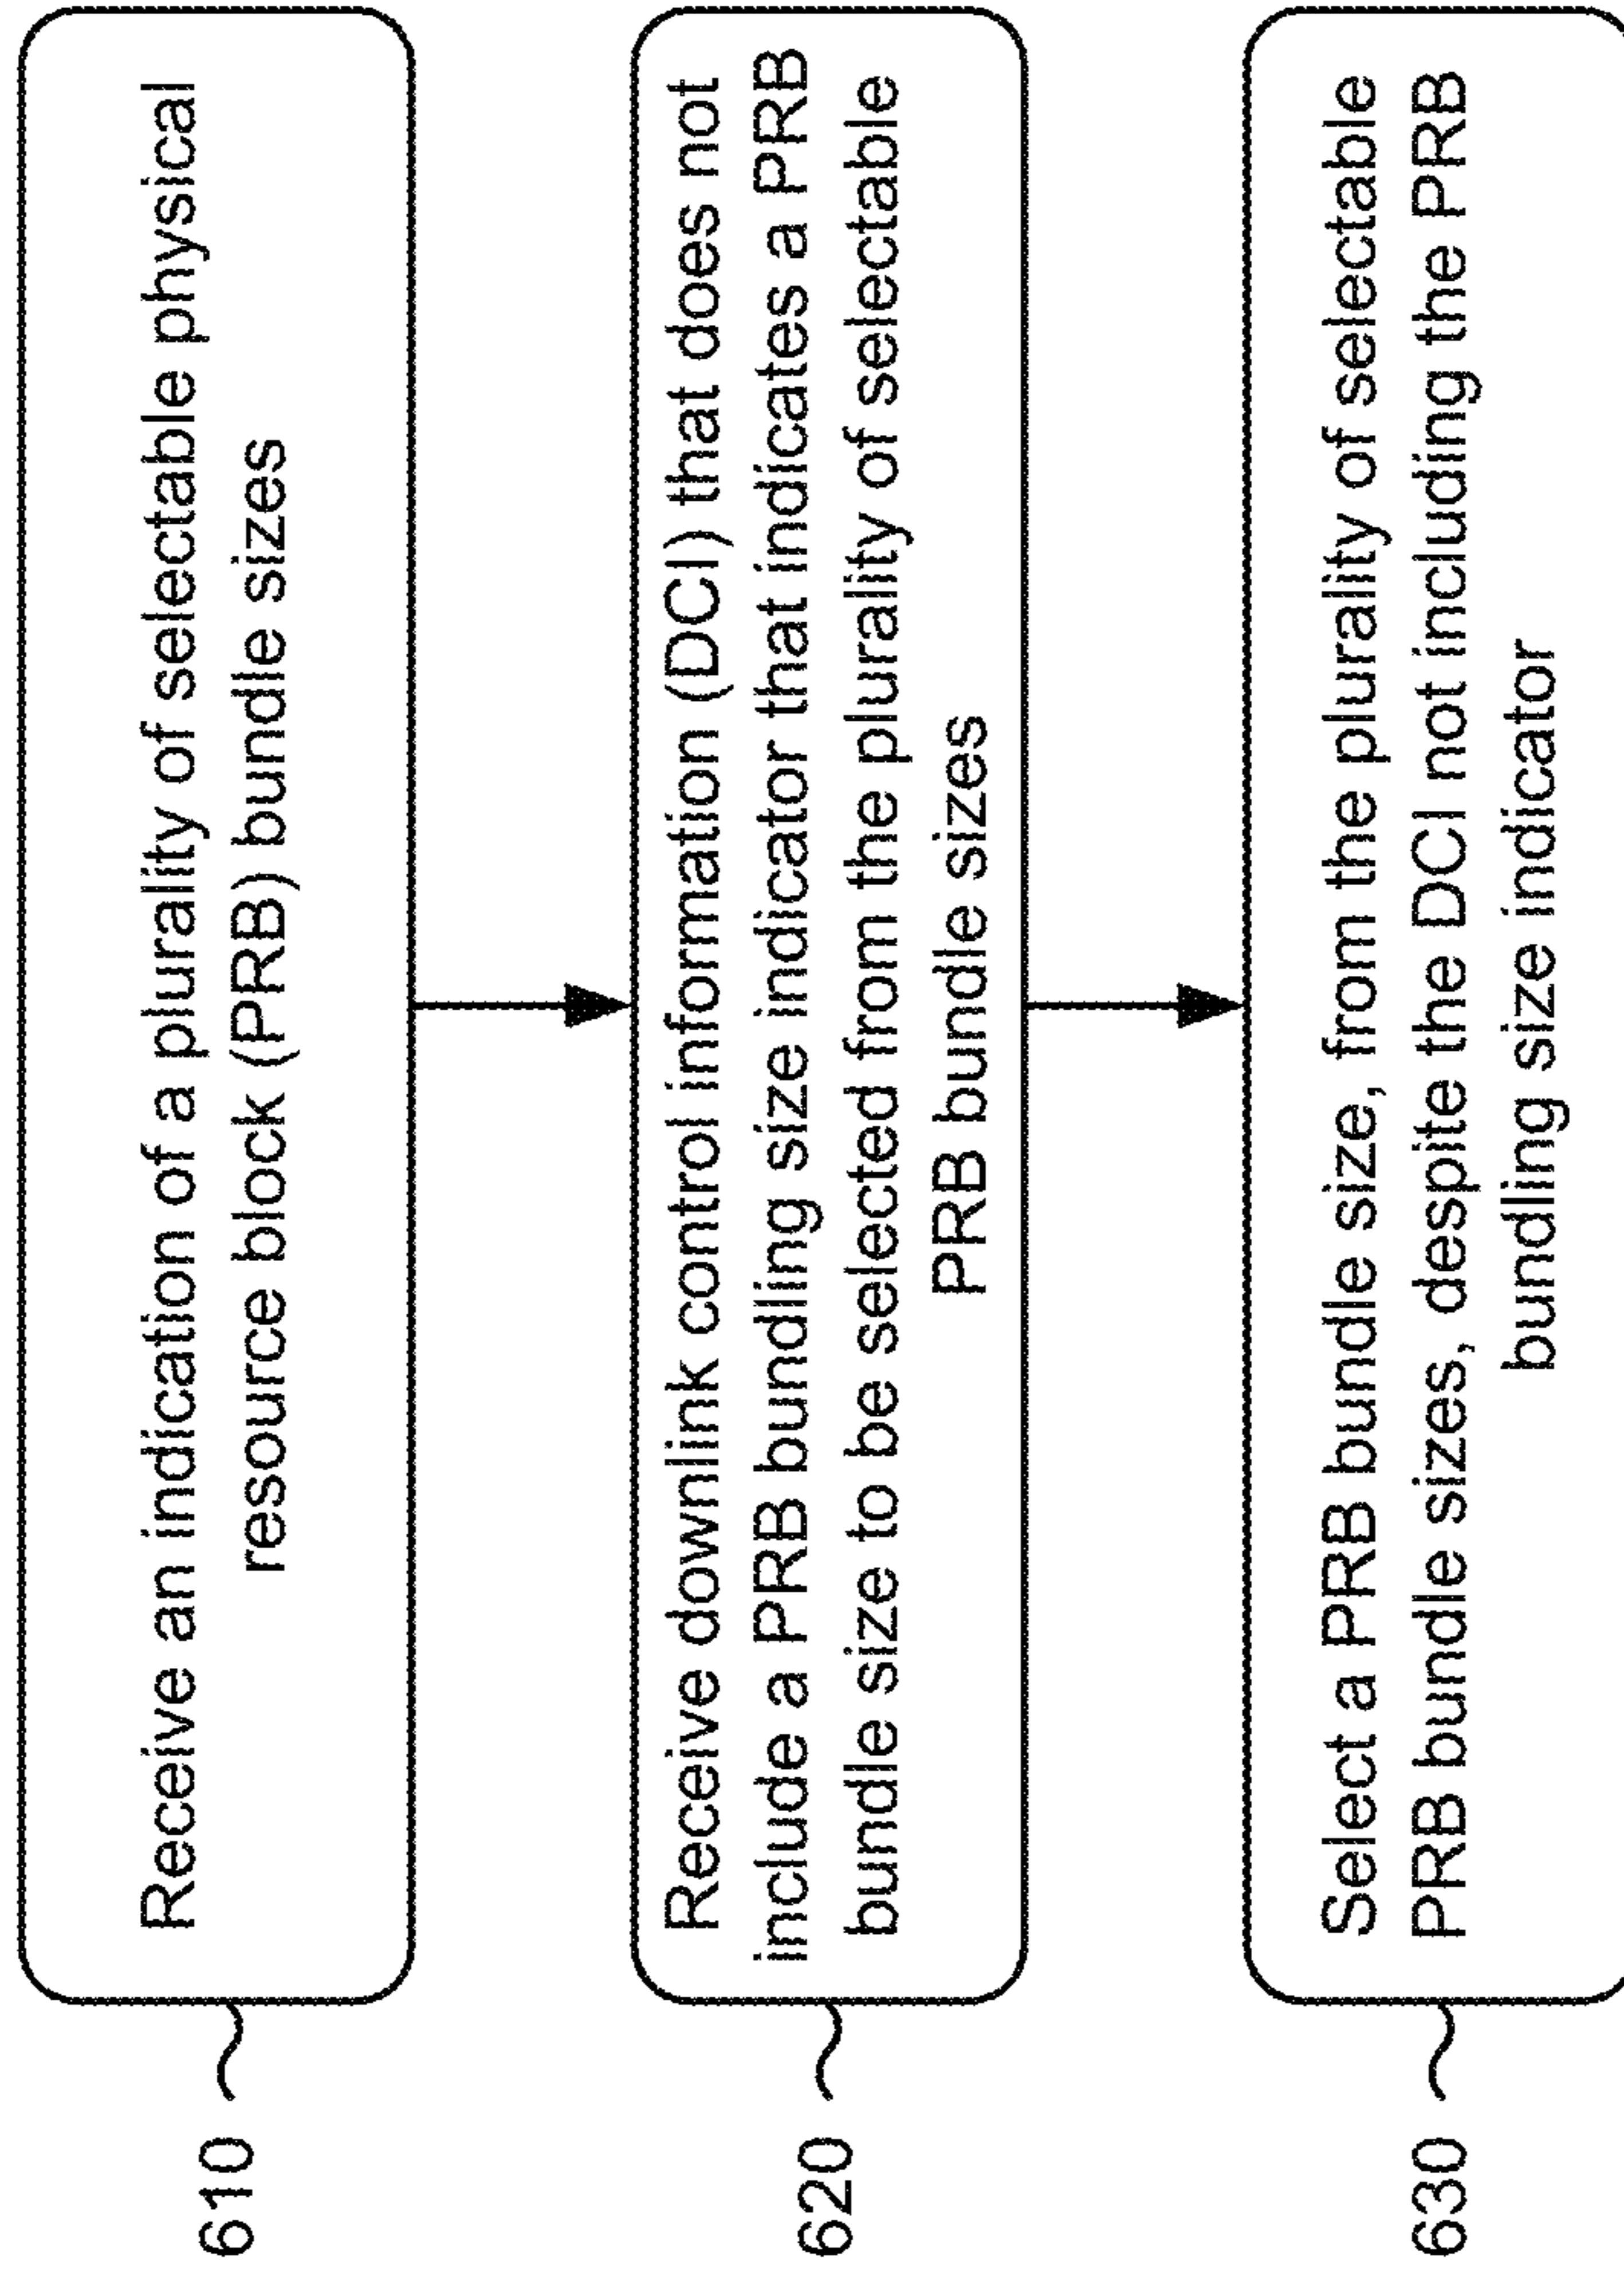 610
Receive an indication of a plurality of selectable physical
resource block (PRB) bundle sizes
620
Receive downlink control information (DCI) that does not
include a PRB bundling size indicator that indicates a PRB
bundle size to be selected from the plurality of selectable
PRB bundle sizes
630
Select a PRB bundle size, from the plurality of selectable
PRB bundle sizes, despite the DCI not including the PRB
bundling size indicator